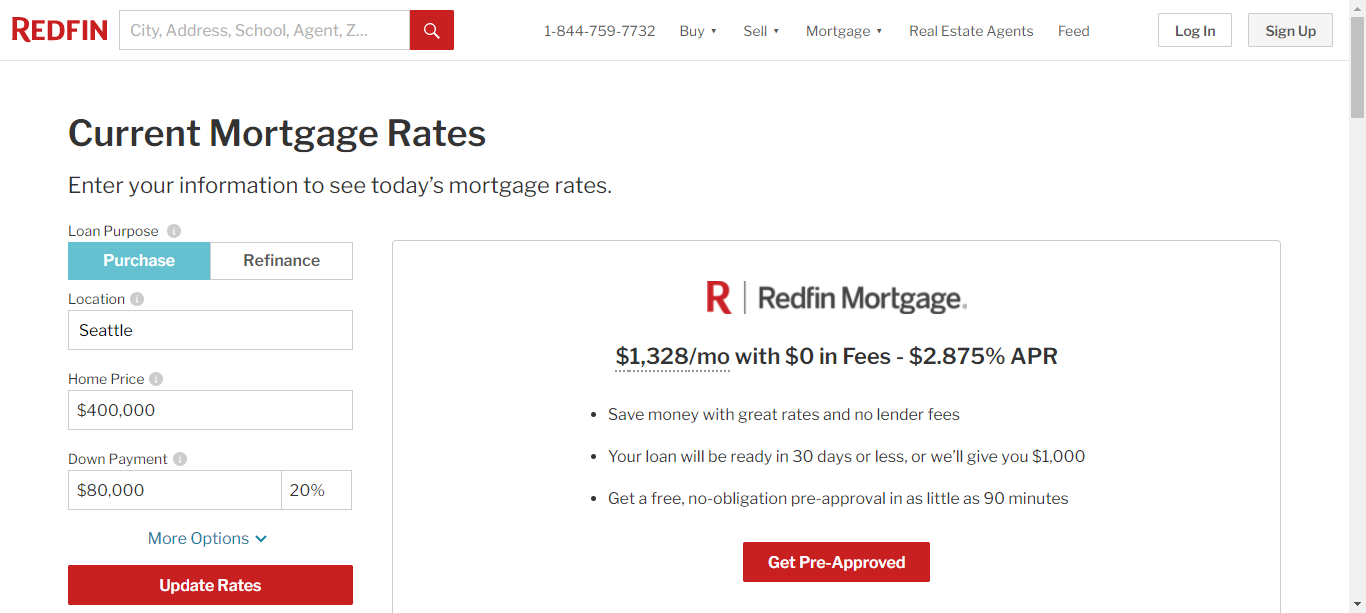 REDFIN
City, Address, School, Agent, Z...
1-844-759-7732 Buy ▼ Sell ▼ Mortgage ▼ Real Estate Agents Feed
Log In
Sign Up
Current Mortgage Rates
Enter your information to see today’s mortgage rates.
Loan Purpose
Purchase
Refinance
Location
Seattle
Home Price
$400,000
Down Payment
$80,000
20%
More Options
Update Rates
R | Redfin Mortgage®
$1,328/mo with $0 in Fees - $2.875% APR
• Save money with great rates and no lender fees
• Your loan will be ready in 30 days or less, or we’ll give you $1,000
• Get a free, no-obligation pre-approval in as little as 90 minutes
Get Pre-Approved